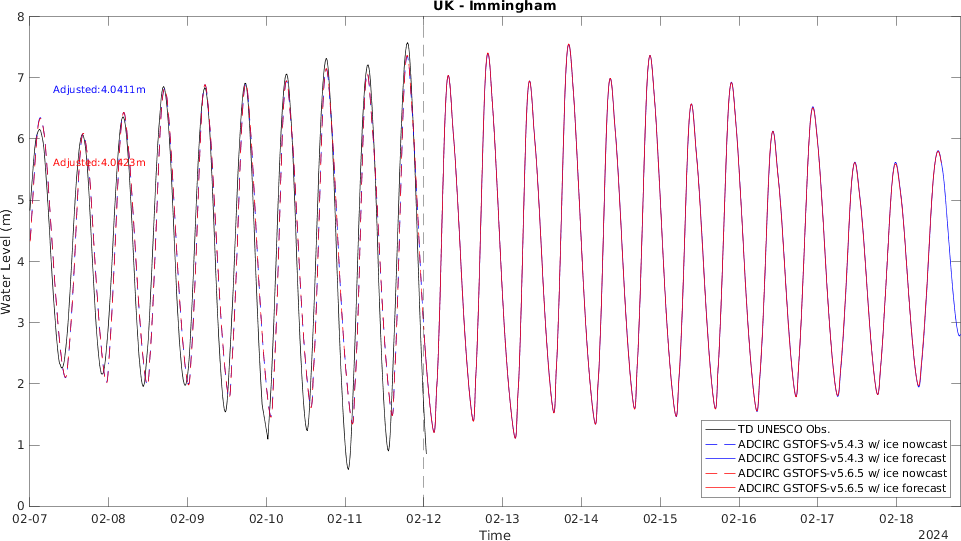 UK - Immingham
8
7
6
5
4
3
2
1
0
Water Level (m)
Adjusted:4.0411m
Adjusted:4.0423m
TD UNESCO Obs.
ADCIRC GSTOFS-v5.4.3 w/ ice nowcast
ADCIRC GSTOFS-v5.4.3 w/ ice forecast
ADCIRC GSTOFS-v5.6.5 w/ ice nowcast
ADCIRC GSTOFS-v5.6.5 w/ ice forecast
02-07 02-08 02-09 02-10 02-11 02-12 02-13 02-14 02-15 02-16 02-17 02-18
Time
2024